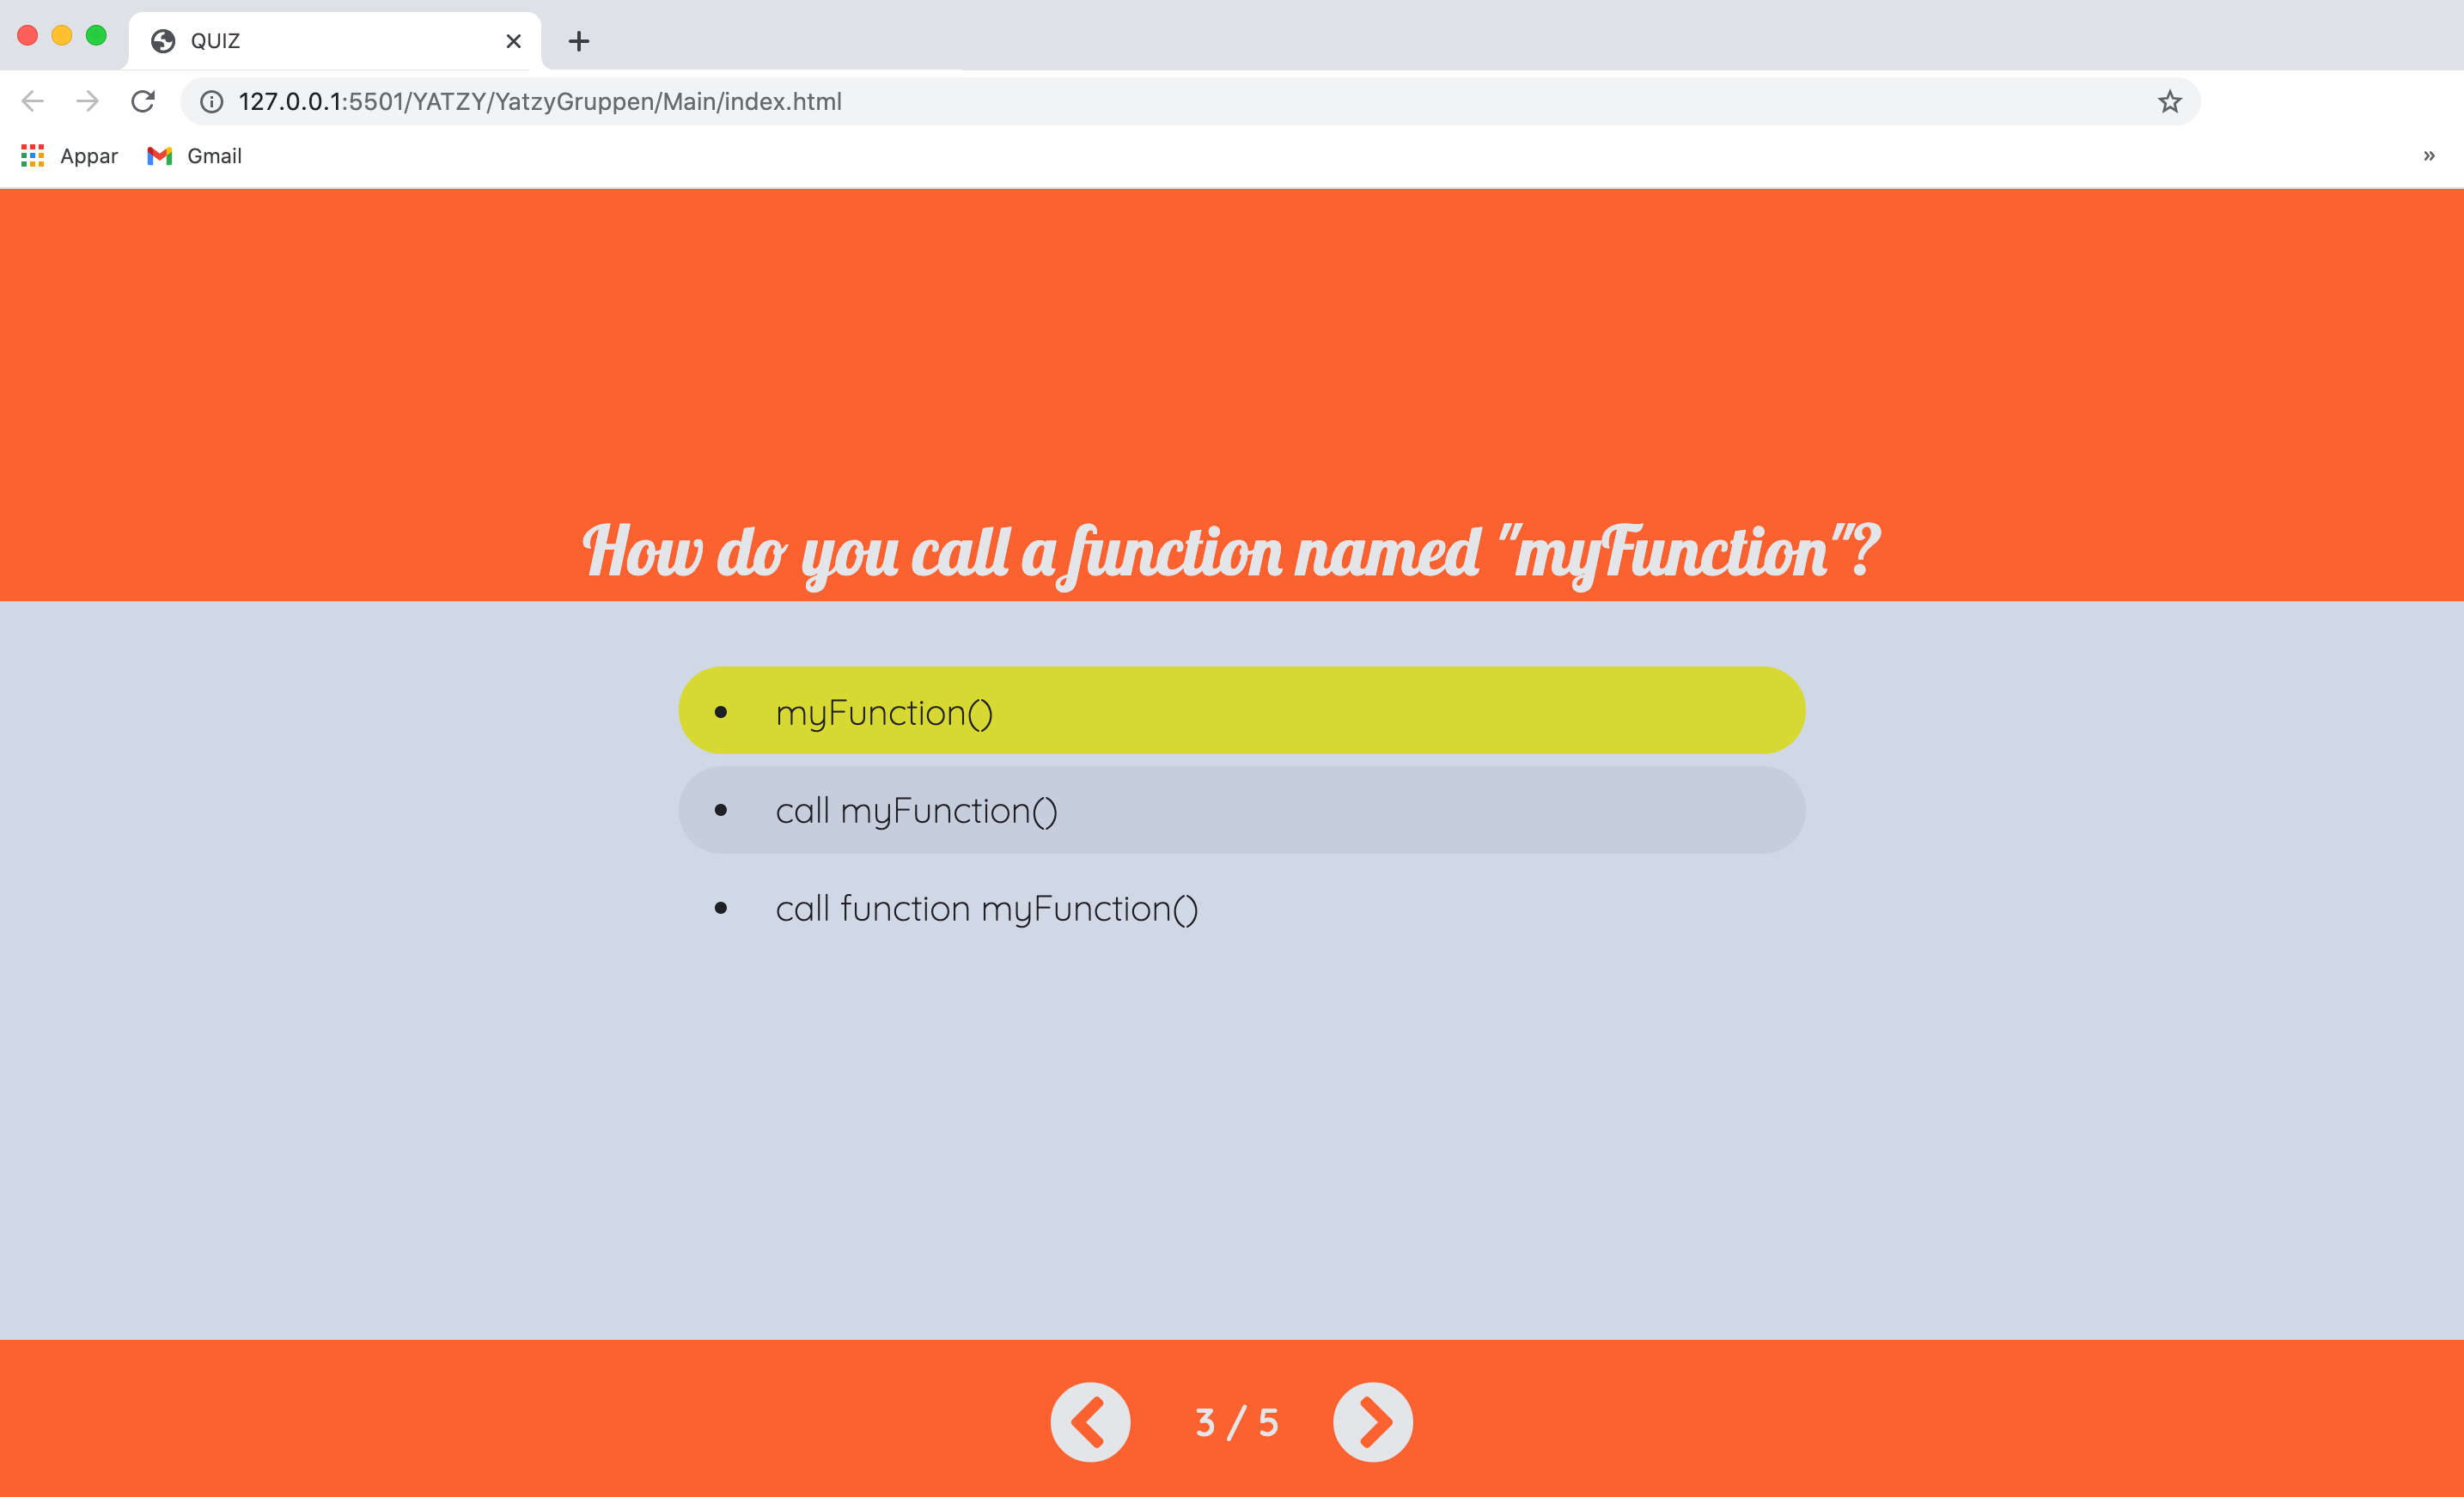 QUIZ
127.0.0.1:5501/YATZY/YatzyGruppen/Main/index.html
Appar Gmail
How do you call a function named "myFunction"?
myFunction()
call myFunction()
call function myFunction()
3 / 5